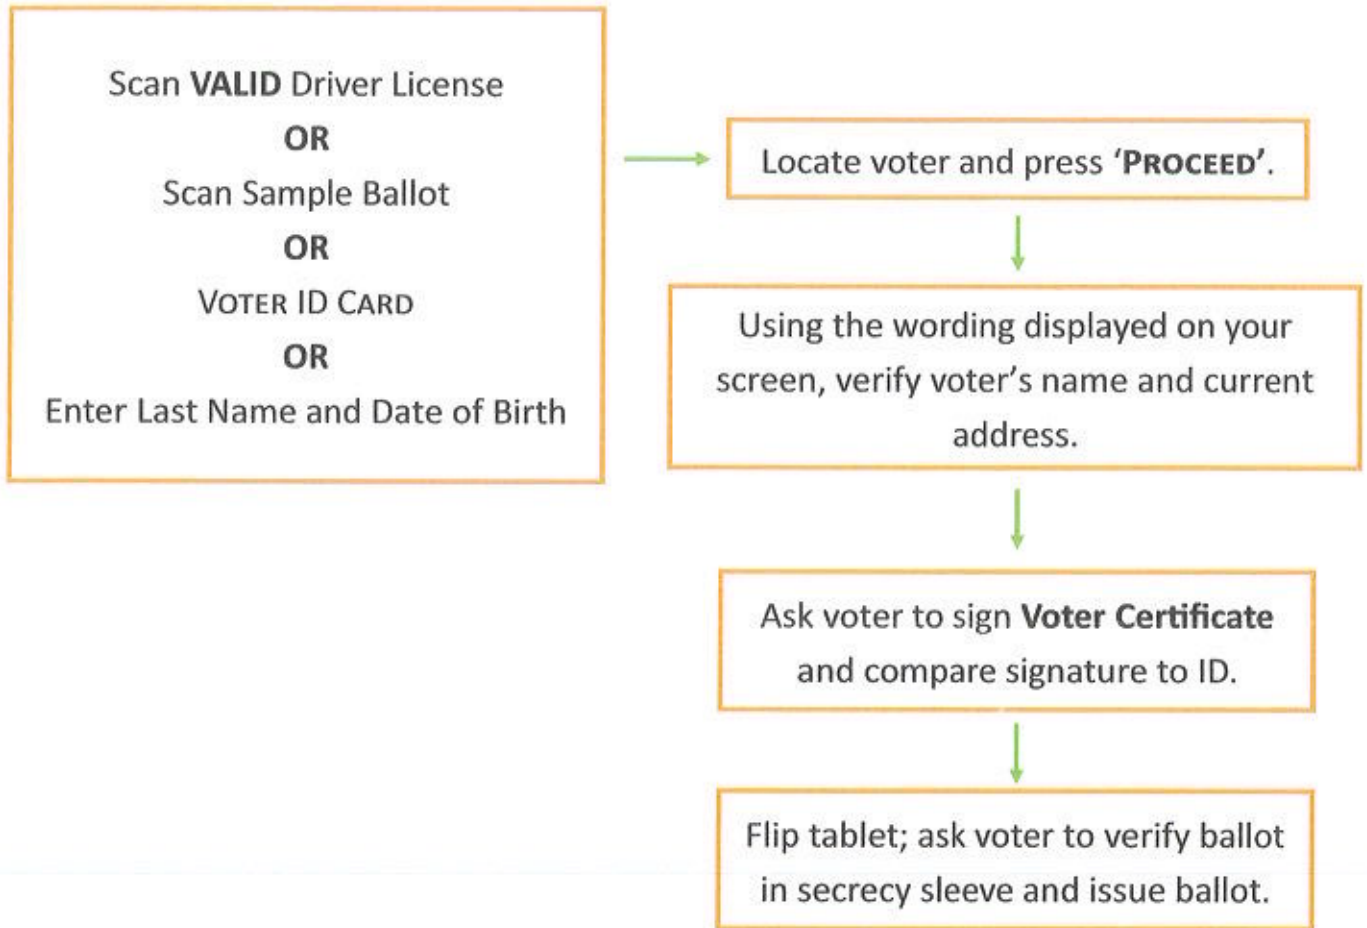 Scan VALID Driver License
OR
Scan Sample Ballot
OR
VOTER ID CARD
OR
Enter Last Name and Date of Birth
Locate voter and press ‘PROCEED’.
Using the wording displayed on your
screen, verify voter’s name and current
address.
Ask voter to sign Voter Certificate
and compare signature to ID.
Flip tablet; ask voter to verify ballot
in secrecy sleeve and issue ballot.